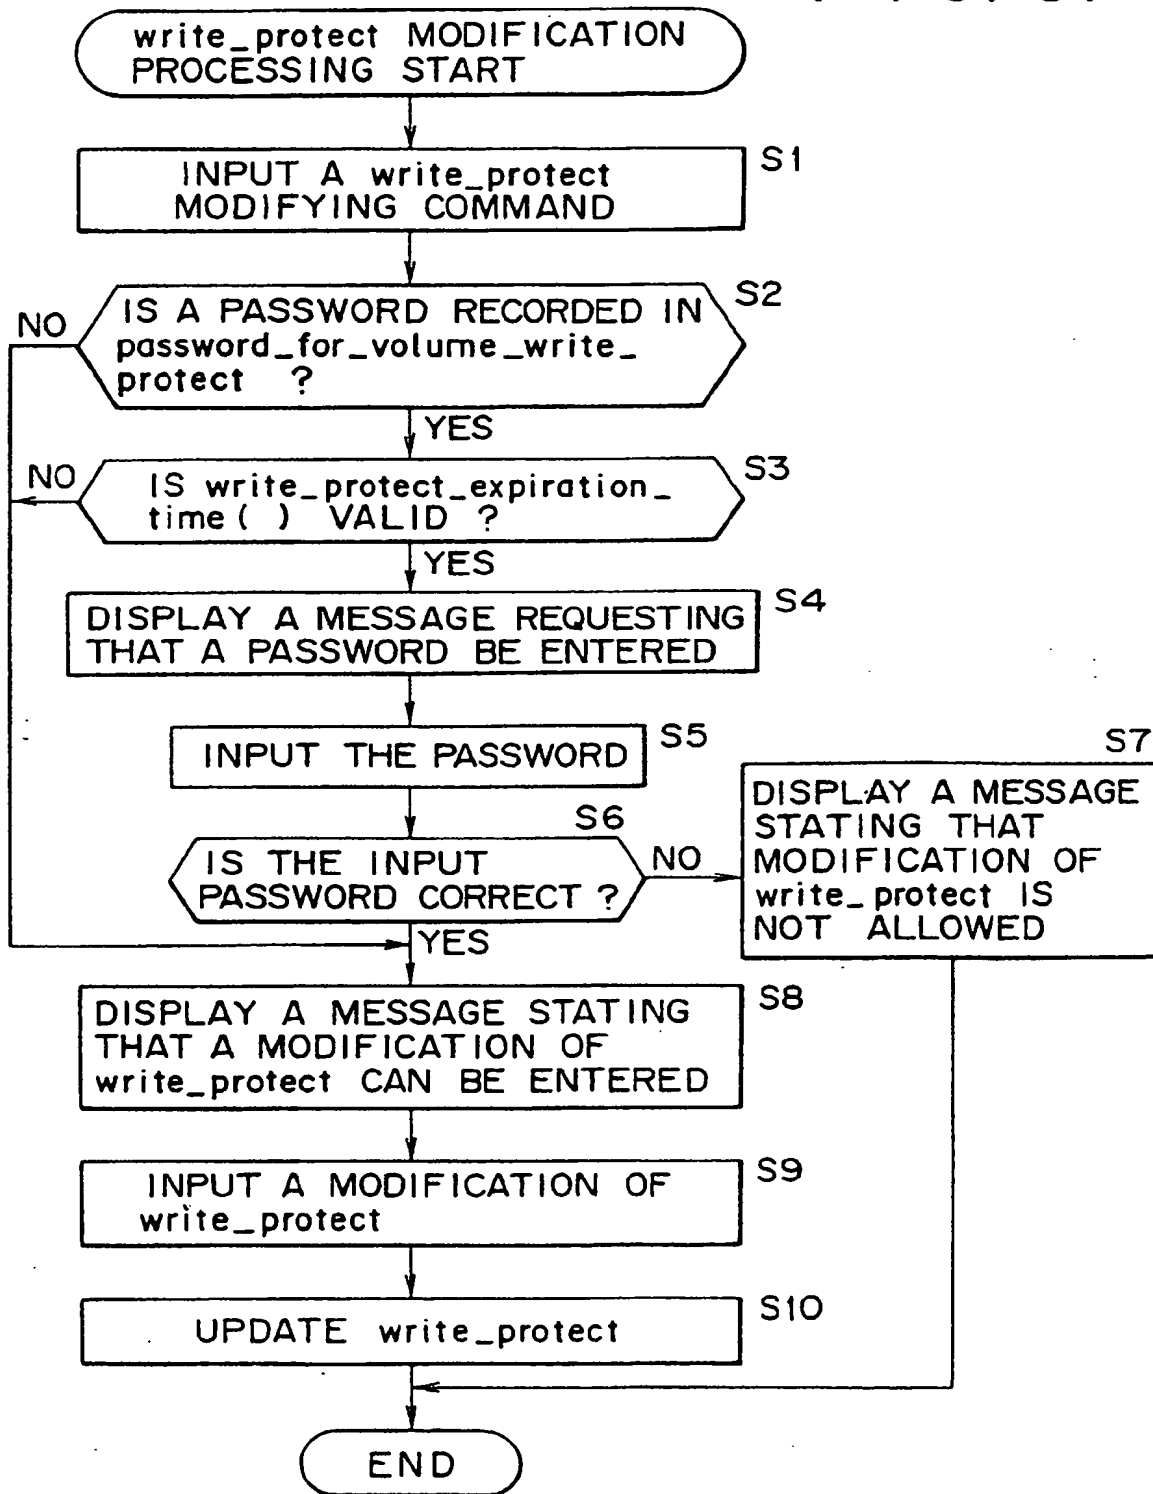 write_protect MODIFICATION
PROCESSING START
INPUT A write_protect
MODIFYING COMMAND
S1
IS A PASSWORD RECORDED IN
password_for_volume_write_
protect ?
S2
NO
YES
IS write_protect_expiration_
time( ) VALID ?
S3
NO
YES
DISPLAY A MESSAGE REQUESTING
THAT A PASSWORD BE ENTERED
S4
INPUT THE PASSWORD
S5
IS THE INPUT
PASSWORD CORRECT ?
S6
NO
YES
DISPLAY A MESSAGE
STATING THAT
MODIFICATION OF
write_protect IS
NOT ALLOWED
S7
DISPLAY A MESSAGE STATING
THAT A MODIFICATION OF
write_protect CAN BE ENTERED
S8
INPUT A MODIFICATION OF
write_protect
S9
UPDATE write_protect
S10
END